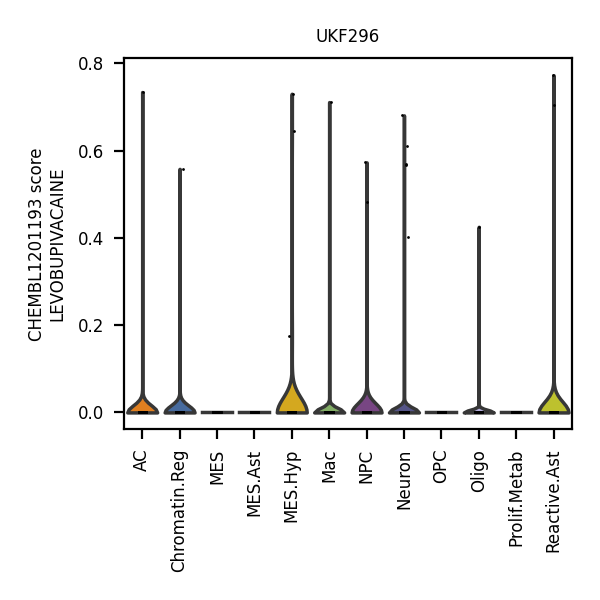 UKF296
CHEMBL1201193 score
LEVOBUPIVACAINE
0.8
0.6
0.4
0.2
0.0
AC
Chromatin.Reg
MES
MES.Ast
MES.Hyp
Mac
NPC
Neuron
OPC
Oligo
Prolif.Metab
Reactive.Ast